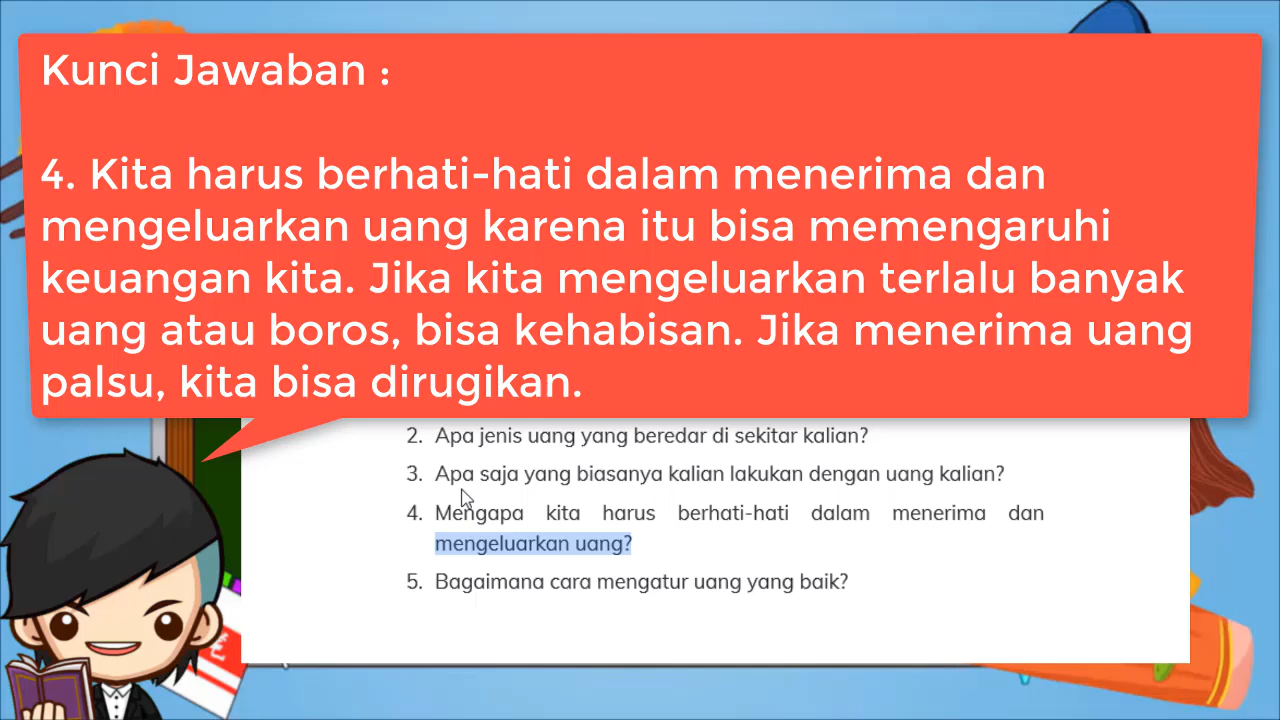 Kunci Jawaban :
4. Kita harus berhati-hati dalam menerima dan
mengeluarkan uang karena itu bisa memengaruhi
keuangan kita. Jika kita mengeluarkan terlalu banyak
uang atau boros, bisa kehabisan. Jika menerima uang
palsu, kita bisa dirugikan.
2. Apa jenis uang yang beredar di sekitar kalian?
3. Apa saja yang biasanya kalian lakukan dengan uang kalian?
4. Mengapa kita harus berhati-hati dalam menerima dan
mengeluarkan uang?
5. Bagaimana cara mengatur uang yang baik?